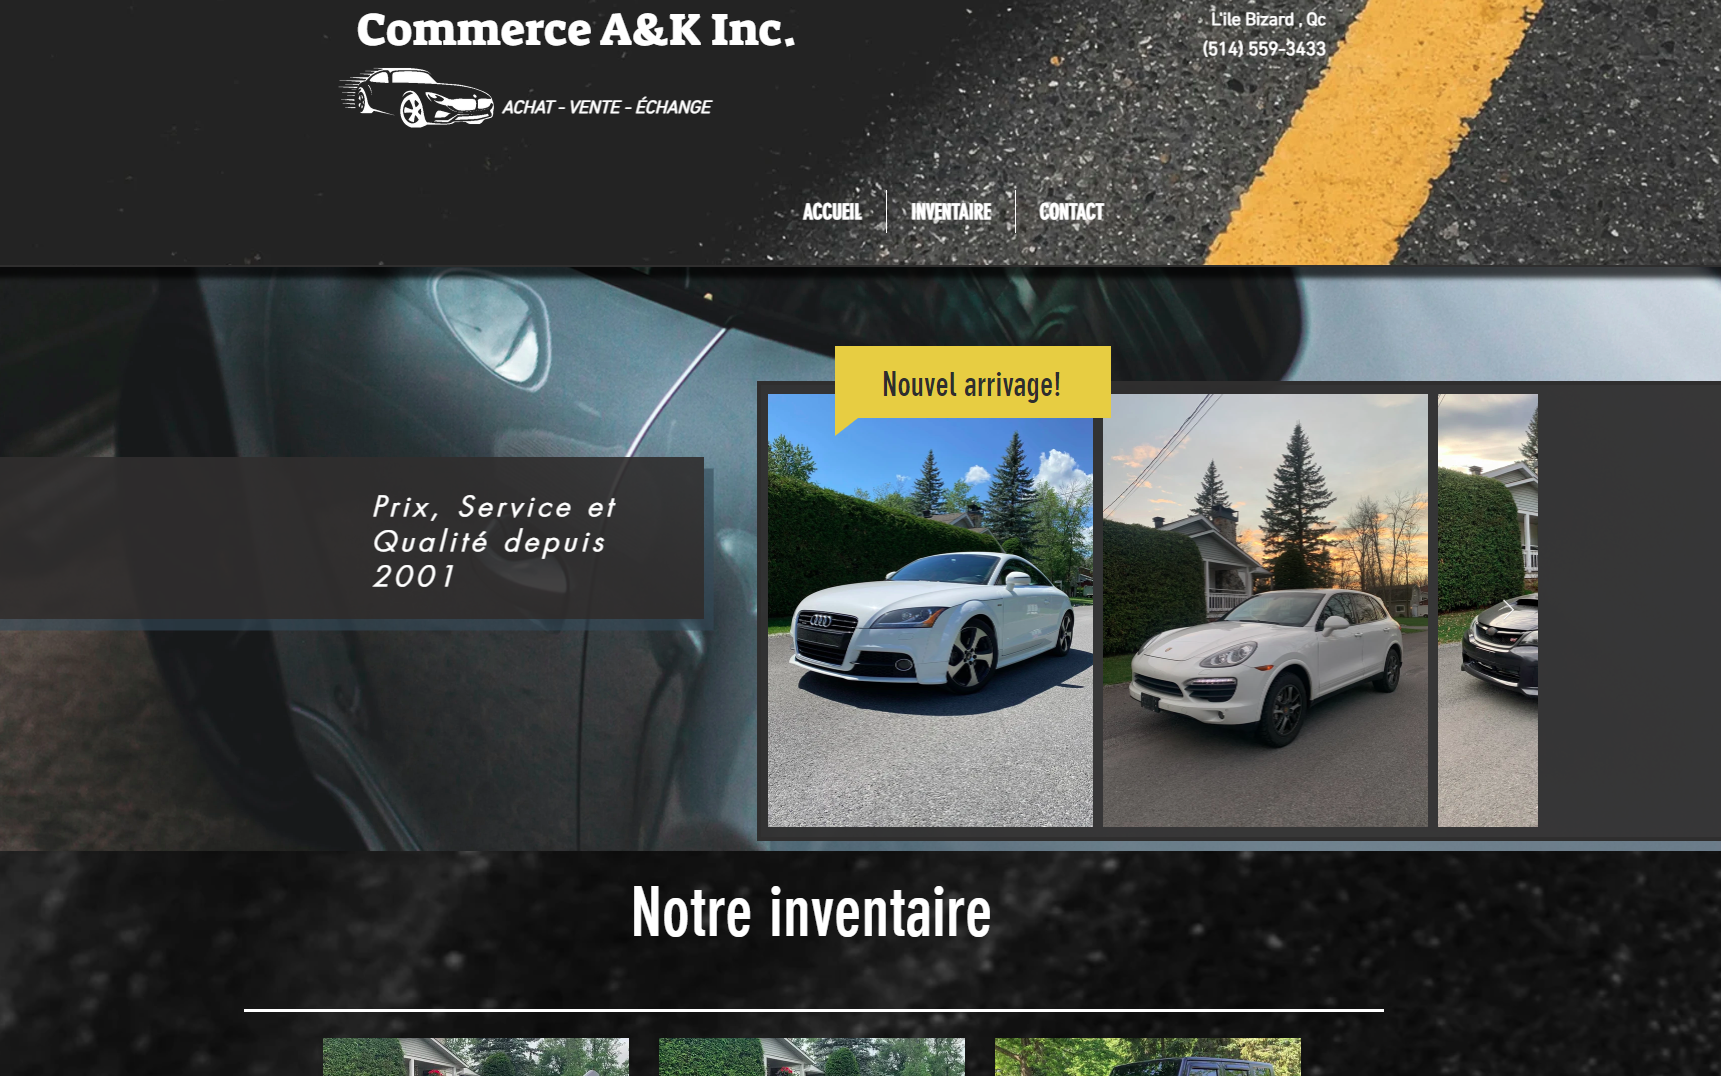 Commerce A&K Inc.
L'ile Bizard , Qc
(514) 559-3433
ACHAT - VENTE - ÉCHANGE
ACCUEIL
INVENTAIRE
CONTACT
Nouvel arrivage!
Prix, Service et
Qualité depuis
2001
Notre inventaire